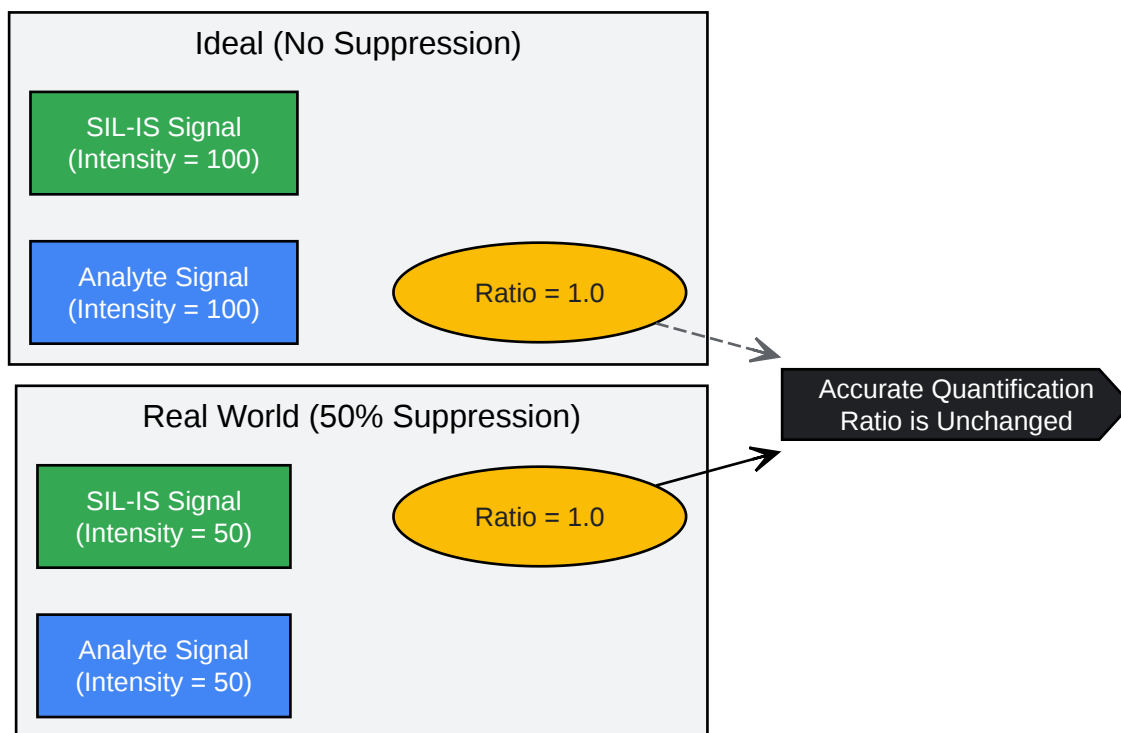 Ideal (No Suppression)
SIL-IS Signal
(Intensity = 100)
Analyte Signal
(Intensity = 100)
Ratio = 1.0
Accurate Quantification
Ratio is Unchanged
Real World (50% Suppression)
SIL-IS Signal
(Intensity = 50)
Ratio = 1.0
Analyte Signal
(Intensity = 50)